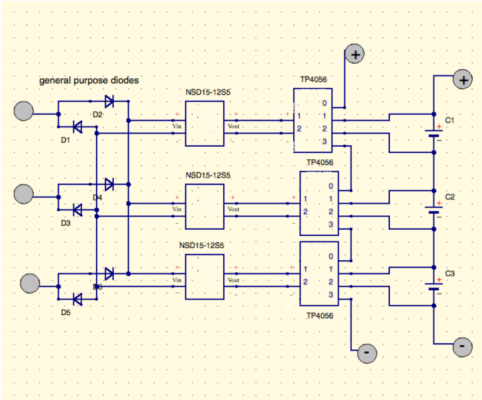 +
TP4056
+
general purpose diodes
NSD15-12S5
D2
0
C1
Vin
Vout
1
1
2
2
D1
3
TP4056
NSD15-12S5
0
D4
C2
1
1
Vin
Vout
2
2
D3
3
NSD15-12S5
0
C3
1
1
Vin
Vout
2
2
D5
3
TP4056
-
-